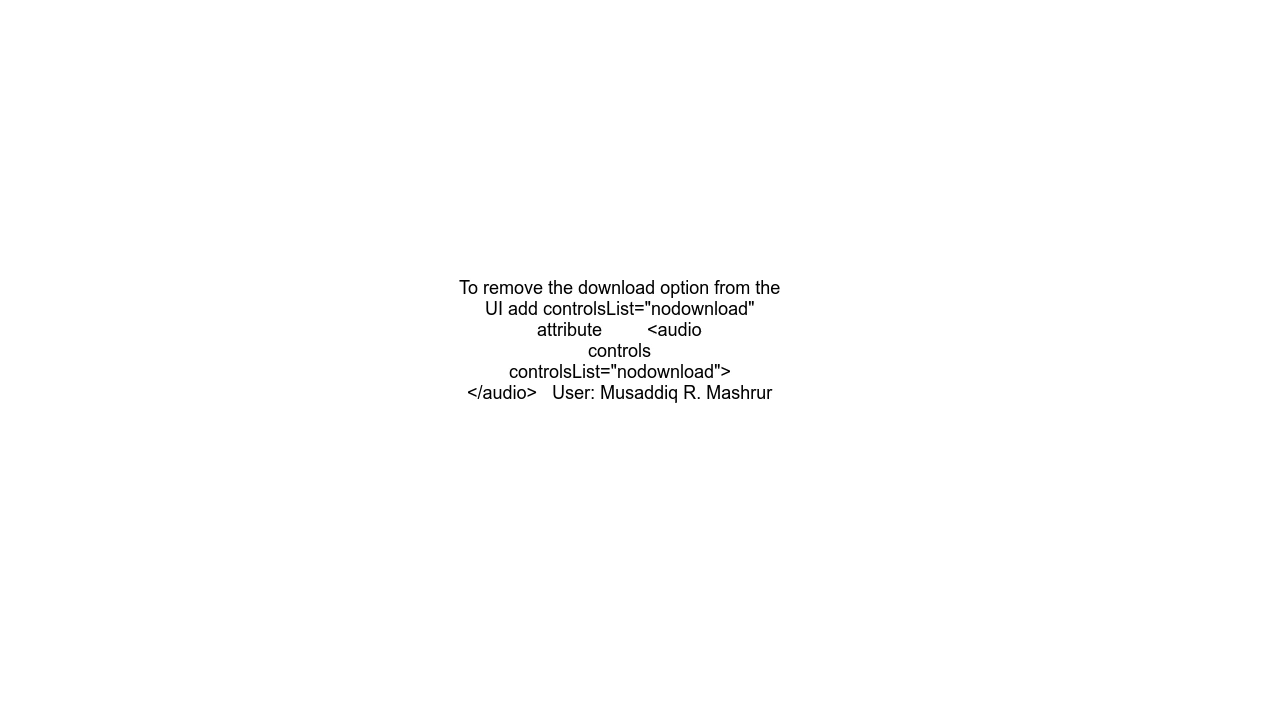 To remove the download option from the
UI add controlsList="nodownload"
attribute         <audio
controls
controlsList="nodownload">
</audio>   User: Musaddiq R. Mashrur